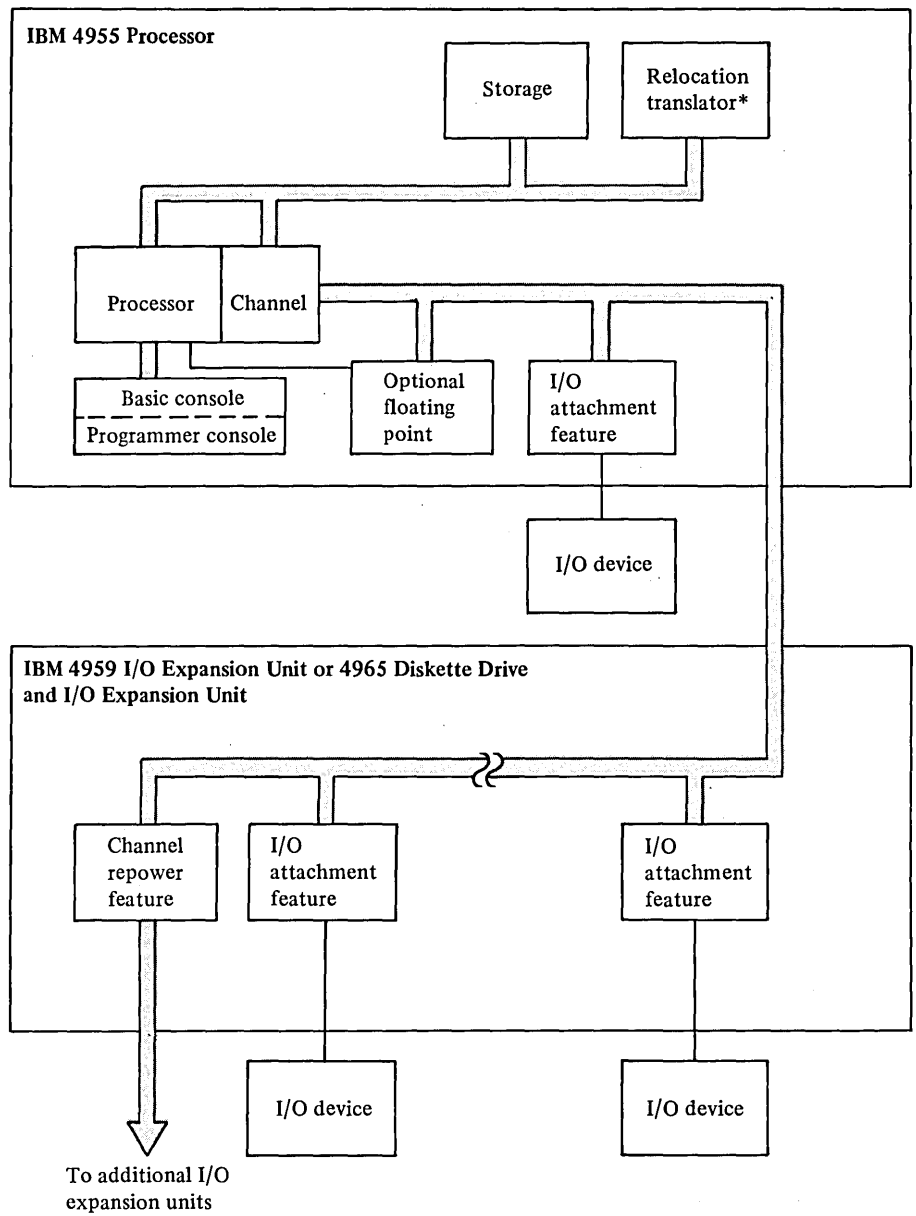 IBM 4955 Processor
Storage
Relocation
translator*
Processor
Channel
Basic console
Programmer console
Optional
floating
point
I/O
attachment
feature
I/O device
IBM 4959 I/O Expansion Unit or 4965 Diskette Drive
and I/O Expansion Unit
Channel
repower
feature
I/O
attachment
feature
I/O
attachment
feature
I/O device
I/O device
To additional I/O
expansion units